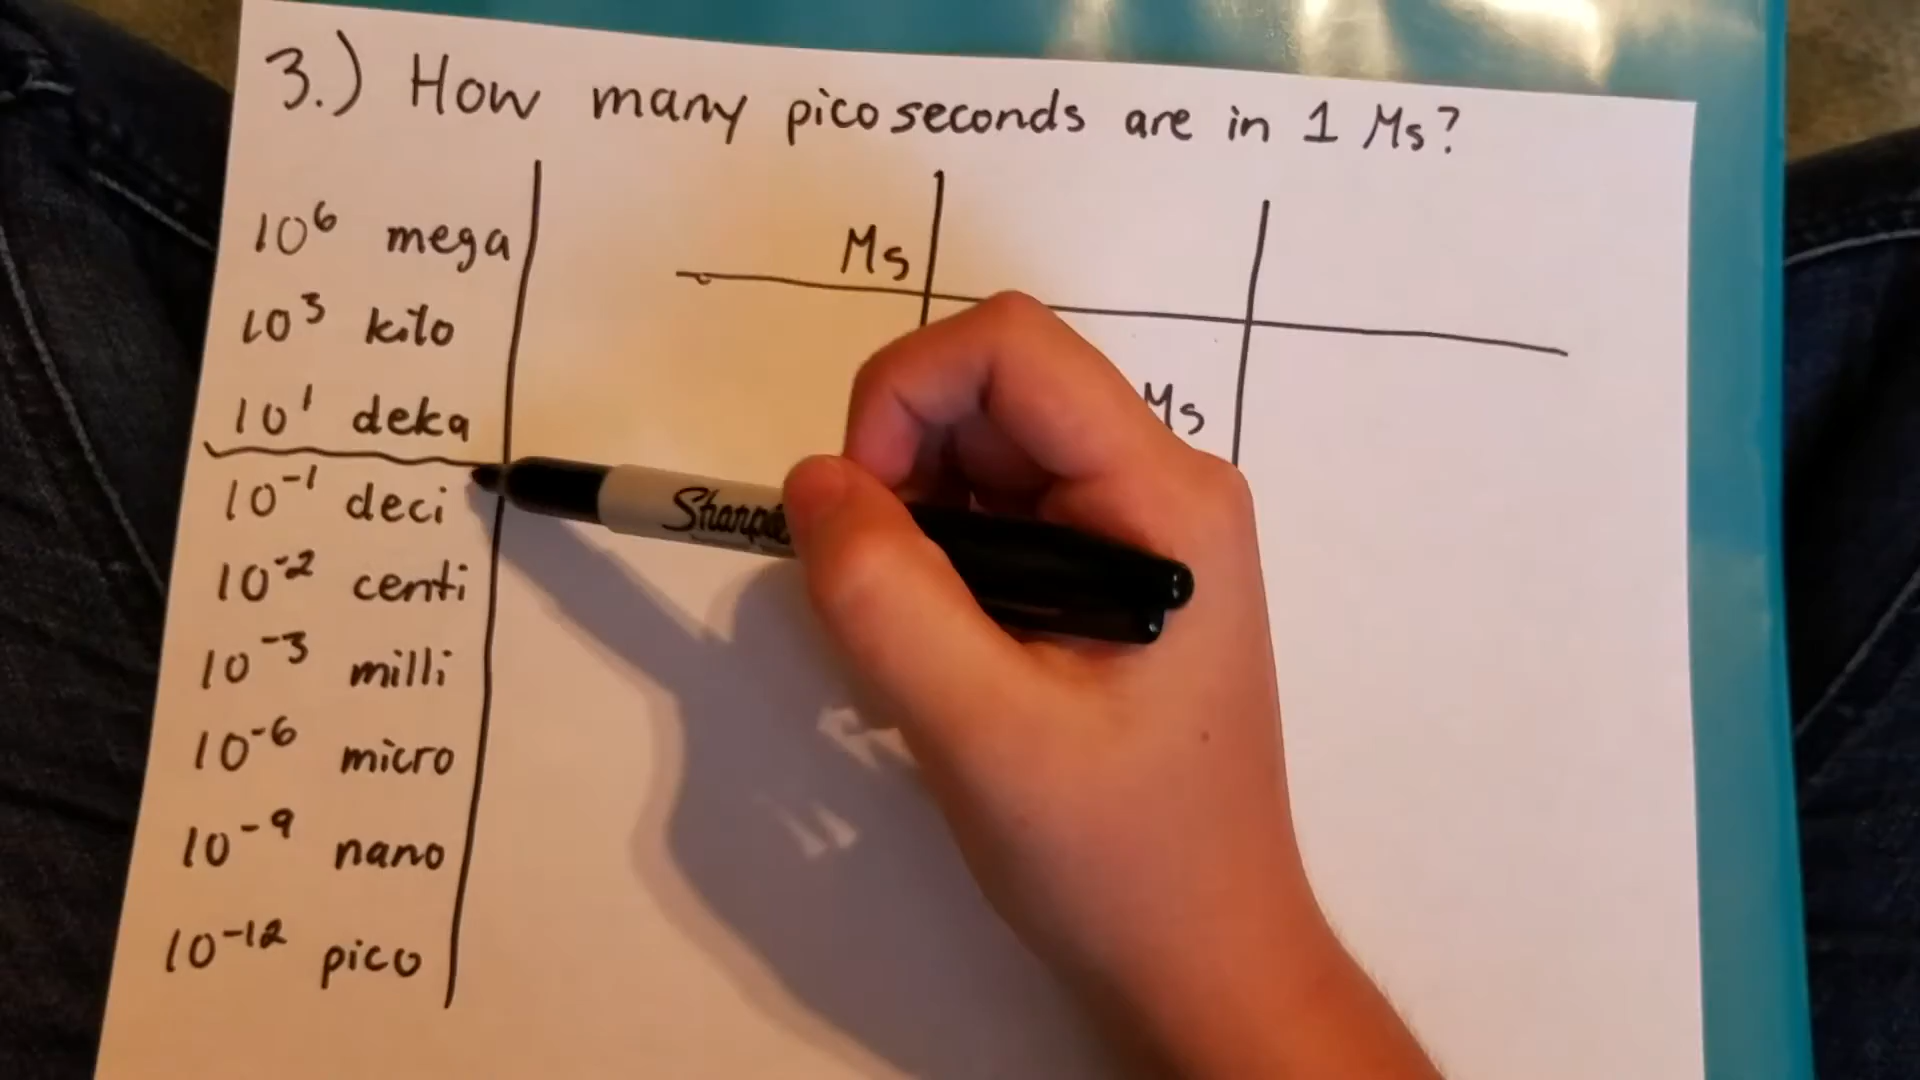 3.) How many picoseconds are in 1 Ms?
10⁶ mega
10³ kilo
10¹ deka
10⁻¹ deci
10⁻² centi
10⁻³ milli
10⁻⁶ micro
10⁻⁹ nano
10⁻¹² pico
Ms
Ms
Sharpie